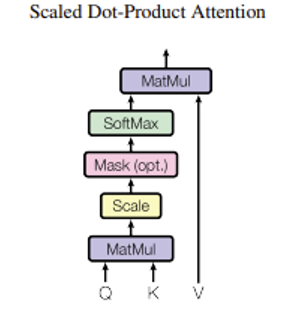 Scaled Dot-Product Attention
MatMul
SoftMax
Mask (opt.)
Scale
MatMul
Q K V